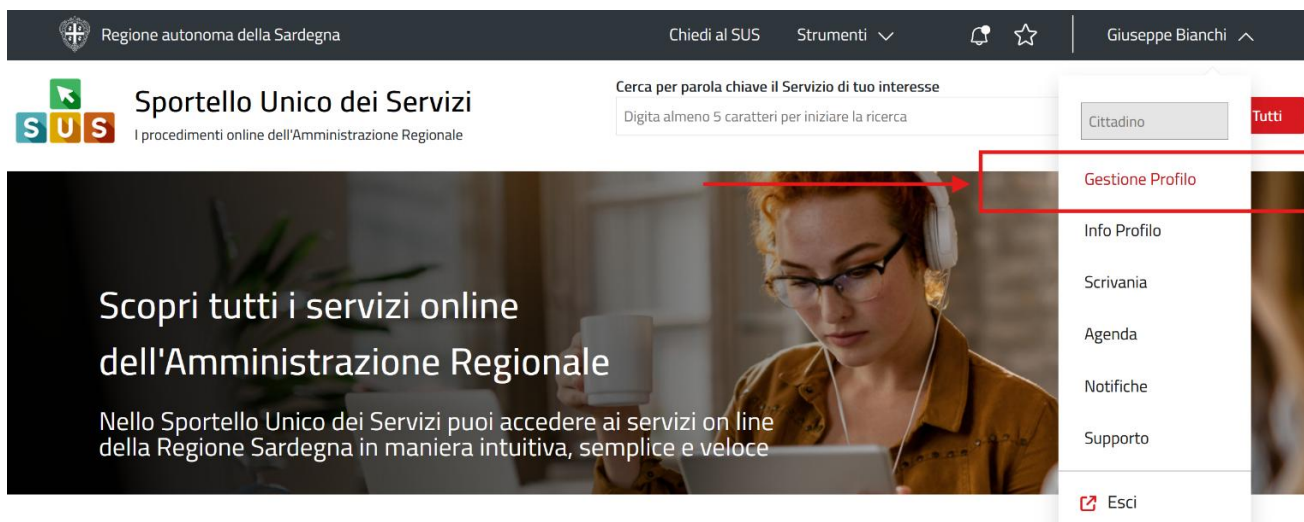 Regione autonoma della Sardegna
Chiedi al SUS
Strumenti
Giuseppe Bianchi
SUS
Sportello Unico dei Servizi
I procedimenti online dell'Amministrazione Regionale
Cerca per parola chiave il Servizio di tuo interesse
Digita almeno 5 caratteri per iniziare la ricerca
Tutti
Cittadino
Gestione Profilo
Info Profilo
Scrivania
Agenda
Notifiche
Supporto
Esci
Scopri tutti i servizi online
dell'Amministrazione Regionale
Nello Sportello Unico dei Servizi puoi accedere ai servizi on line
della Regione Sardegna in maniera intuitiva, semplice e veloce